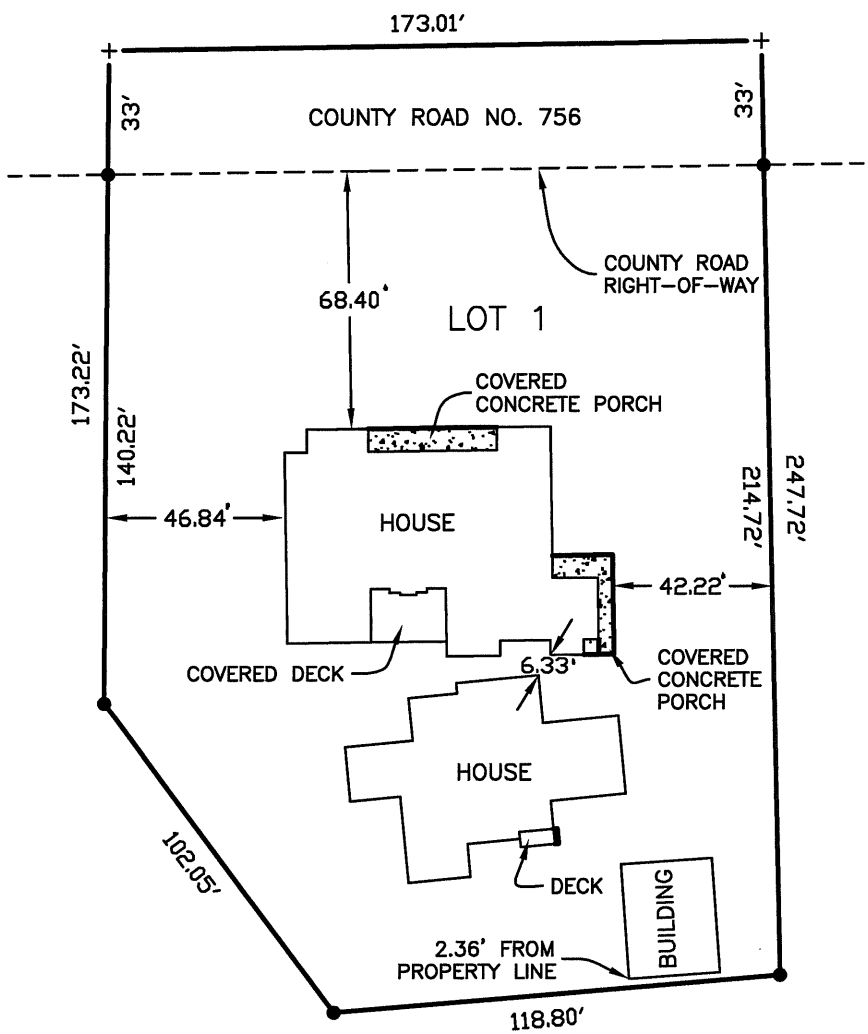 173.01'
33'
33'
COUNTY ROAD NO. 756
COUNTY ROAD
RIGHT-OF-WAY
68.40'
LOT 1
COVERED
CONCRETE PORCH
173.22'
140.22'
46.84'
HOUSE
214.72'
247.72'
42.22'
COVERED DECK
6.33'
COVERED
CONCRETE
PORCH
HOUSE
102.05'
DECK
BUILDING
2.36' FROM
PROPERTY LINE
118.80'